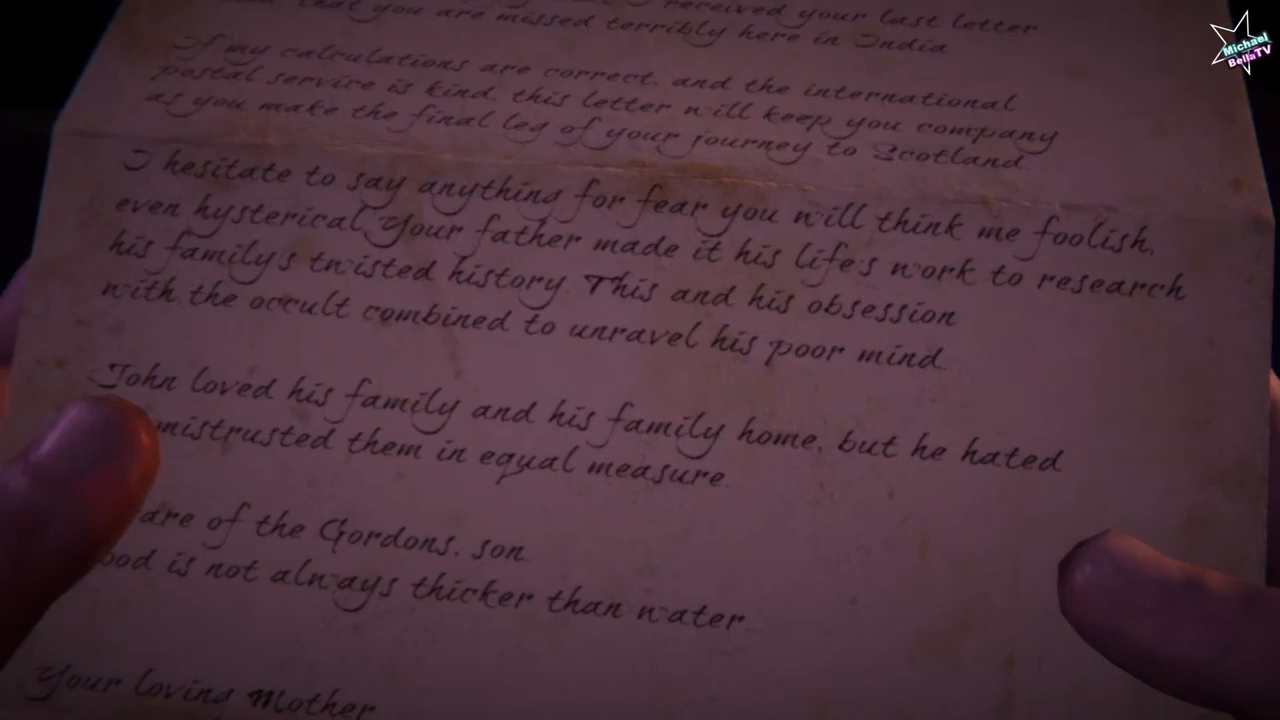 received your last letter
that you are missed terribly here in India
If my calculations are correct, and the international
postal service is kind, this letter will keep you company
as you make the final leg of your journey to Scotland
I hesitate to say anything for fear you will think me foolish,
even hysterical. Your father made it his life's work to research
his family's twisted history. This and his obsession
with the occult combined to unravel his poor mind.
John loved his family and his family home, but he hated
mistrusted them in equal measure.
are of the Gordons, son.
ood is not always thicker than water.
Your loving Mother
Michael
BellaTV